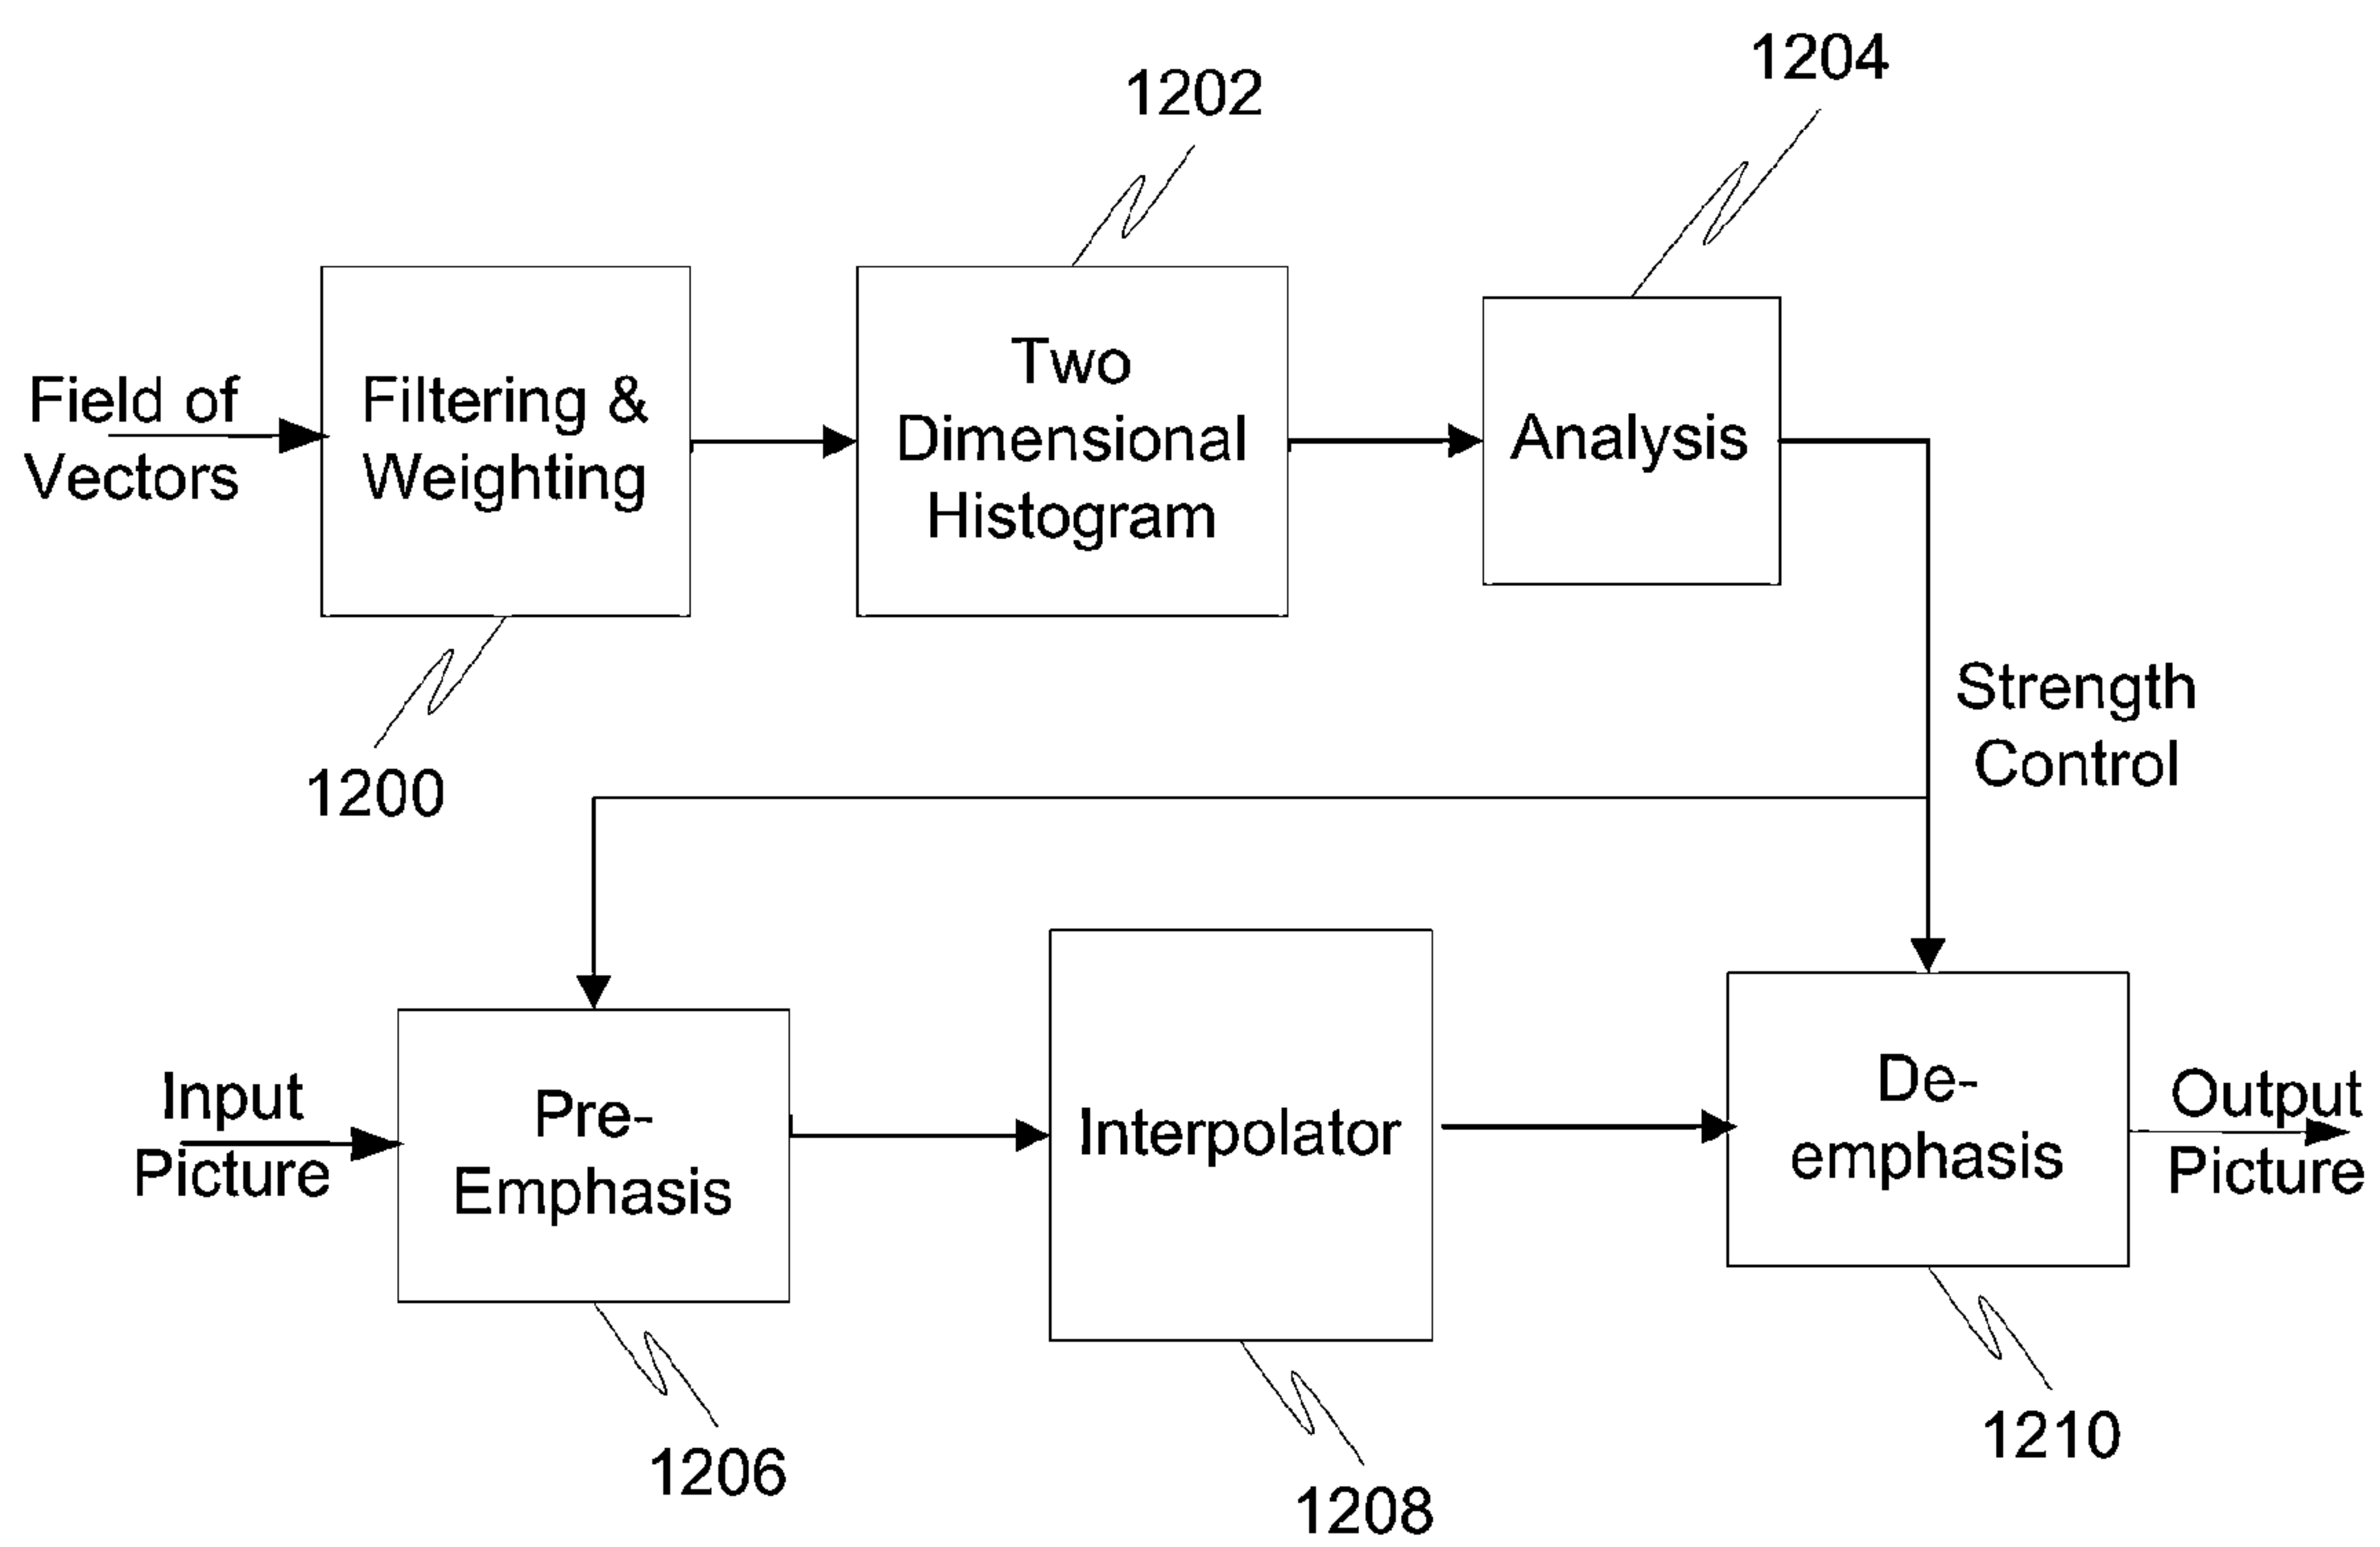 1202
1204
Field of
Vectors
Filtering &
Weighting
Two
Dimensional
Histogram
Analysis
1200
Strength
Control
Input
Picture
Pre-
Emphasis
Interpolator
De-
emphasis
Output
Picture
1206
1208
1210